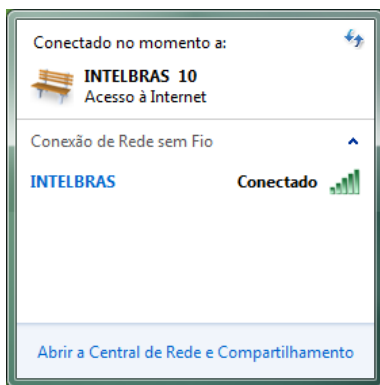 Conectado no momento a:
INTELBRAS 10
Acesso à Internet
Conexão de Rede sem Fio
INTELBRAS Conectado
Abrir a Central de Rede e Compartilhamento